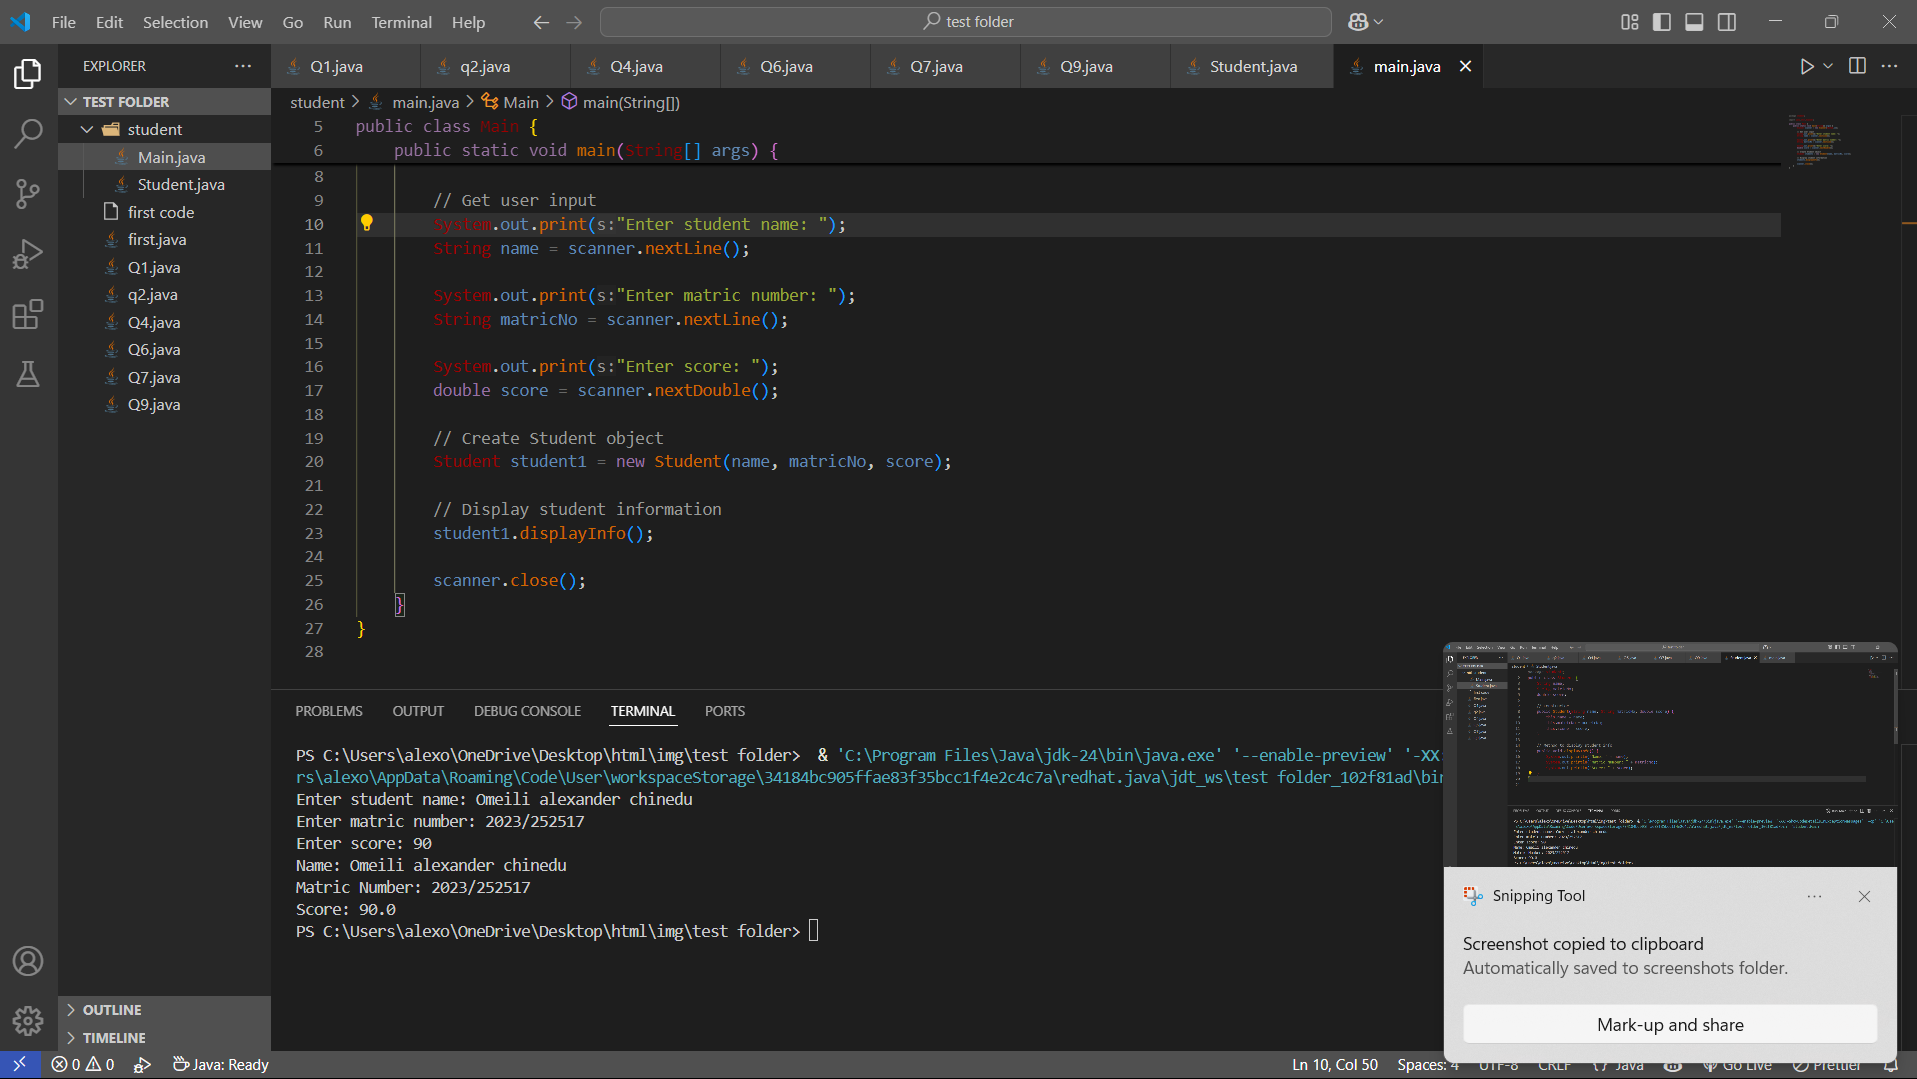 File Edit Selection View Go Run Terminal Help
test folder
EXPLORER
TEST FOLDER
student
Main.java
Student.java
first code
first.java
Q1.java
q2.java
Q4.java
Q6.java
Q7.java
Q9.java
OUTLINE
TIMELINE
Q1.java q2.java Q4.java Q6.java Q7.java Q9.java Student.java main.java
student > main.java > Main > main(String[])
5 public class Main {
6 public static void main(String[] args) {
8
9 // Get user input
10 System.out.print(s:"Enter student name: ");
11 String name = scanner.nextLine();
12
13 System.out.print(s:"Enter matric number: ");
14 String matricNo = scanner.nextLine();
15
16 System.out.print(s:"Enter score: ");
17 double score = scanner.nextDouble();
18
19 // Create Student object
20 Student student1 = new Student(name, matricNo, score);
21
22 // Display student information
23 student1.displayInfo();
24
25 scanner.close();
26 }
27 }
28
PROBLEMS OUTPUT DEBUG CONSOLE TERMINAL PORTS
PS C:\Users\alexo\OneDrive\Desktop\html\img\test folder> & 'C:\Program Files\Java\jdk-24\bin\java.exe' '--enable-preview' '-XX:
rs\alexo\AppData\Roaming\Code\User\workspaceStorage\34184bc905ffae83f35bcc1f4e2c4c7a\redhat.java\jdt_ws\test folder_102f81ad\bin
Enter student name: Omeili alexander chinedu
Enter matric number: 2023/252517
Enter score: 90
Name: Omeili alexander chinedu
Matric Number: 2023/252517
Score: 90.0
PS C:\Users\alexo\OneDrive\Desktop\html\img\test folder>
Snipping Tool
Screenshot copied to clipboard
Automatically saved to screenshots folder.
Mark-up and share
0 0 Java: Ready
Ln 10, Col 50 Spaces: 4 UTF-8 CRLF {} Java Go Live Prettier